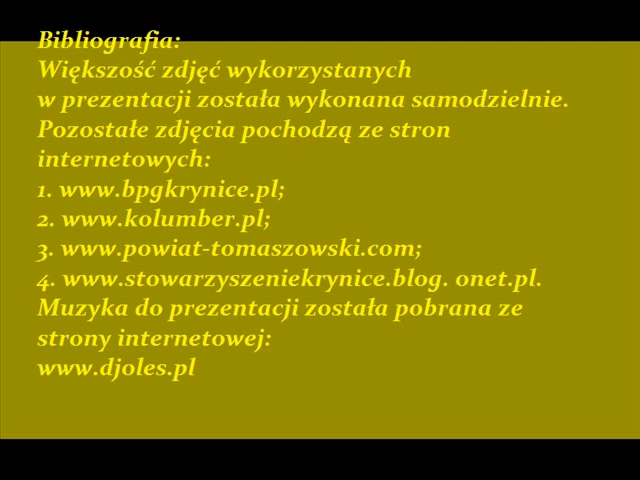 Bibliografia:
Większość zdjęć wykorzystanych
w prezentacji została wykonana samodzielnie.
Pozostałe zdjęcia pochodzą ze stron
internetowych:
1. www.bpgkrynice.pl;
2. www.kolumber.pl;
3. www.powiat-tomaszowski.com;
4. www.stowarzyszeniekrynice.blog. onet.pl.
Muzyka do prezentacji została pobrana ze
strony internetowej:
www.djoles.pl